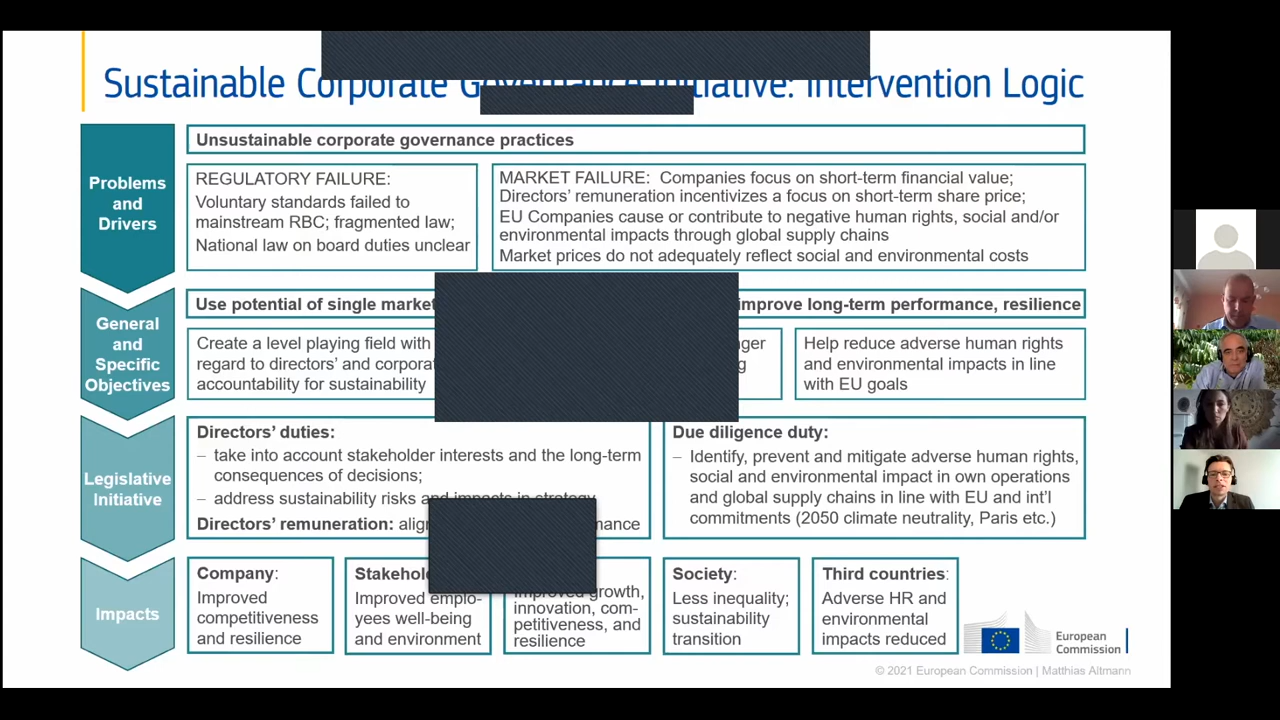 Sustainable Corporate Initiative: Intervention Logic
Problems
and
Drivers
Unsustainable corporate governance practices
REGULATORY FAILURE:
Voluntary standards failed to
mainstream RBC; fragmented law;
National law on board duties unclear
MARKET FAILURE: Companies focus on short-term financial value;
Directors’ remuneration incentivizes a focus on short-term share price;
EU Companies cause or contribute to negative human rights, social and/or
environmental impacts through global supply chains
Market prices do not adequately reflect social and environmental costs
General
and
Specific
Objectives
Use potential of single market improve long-term performance, resilience
Create a level playing field with
regard to directors’ and
accountability for sustainability
Help reduce adverse human rights
and environmental impacts in line
with EU goals
Legislative
Initiative
Directors’ duties:
– take into account stakeholder interests and the long-term
consequences of decisions;
– address sustainability risks and impacts in strategy
Directors’ remuneration:
Due diligence duty:
– Identify, prevent and mitigate adverse human rights,
social and environmental impact in own operations
and global supply chains in line with EU and int’l
commitments (2050 climate neutrality, Paris etc.)
Impacts
Company:
Improved
competitiveness
and resilience
Improved emplo-
yees well-being
and environment
Improved growth,
innovation, com-
petitiveness, and
resilience
Society:
Less inequality;
sustainability
transition
Third countries:
Adverse HR and
environmental
impacts reduced
European
Commission
© 2021 European Commission | Matthias Altmann